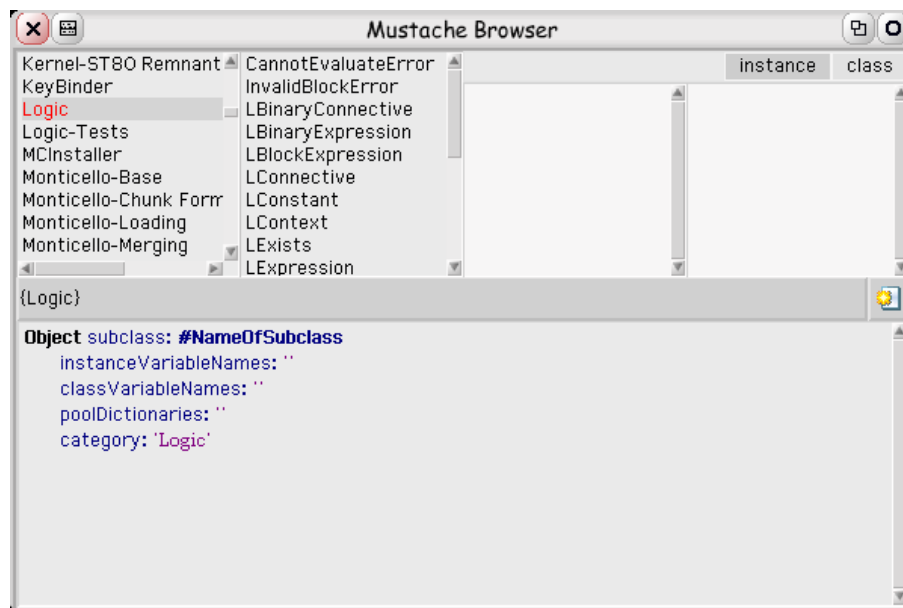 Mustache Browser
Kernel-ST80 Remnant
KeyBinder
Logic
Logic-Tests
MCInstaller
Monticello-Base
Monticello-Chunk Form
Monticello-Loading
Monticello-Merging
CannotEvaluateError
InvalidBlockError
LBinaryConnective
LBinaryExpression
LBlockExpression
LConnective
LConstant
LContext
LExists
LExpression
instance class
{Logic}
Object subclass: #NameOfSubclass
instanceVariableNames: ''
classVariableNames: ''
poolDictionaries: ''
category: 'Logic'